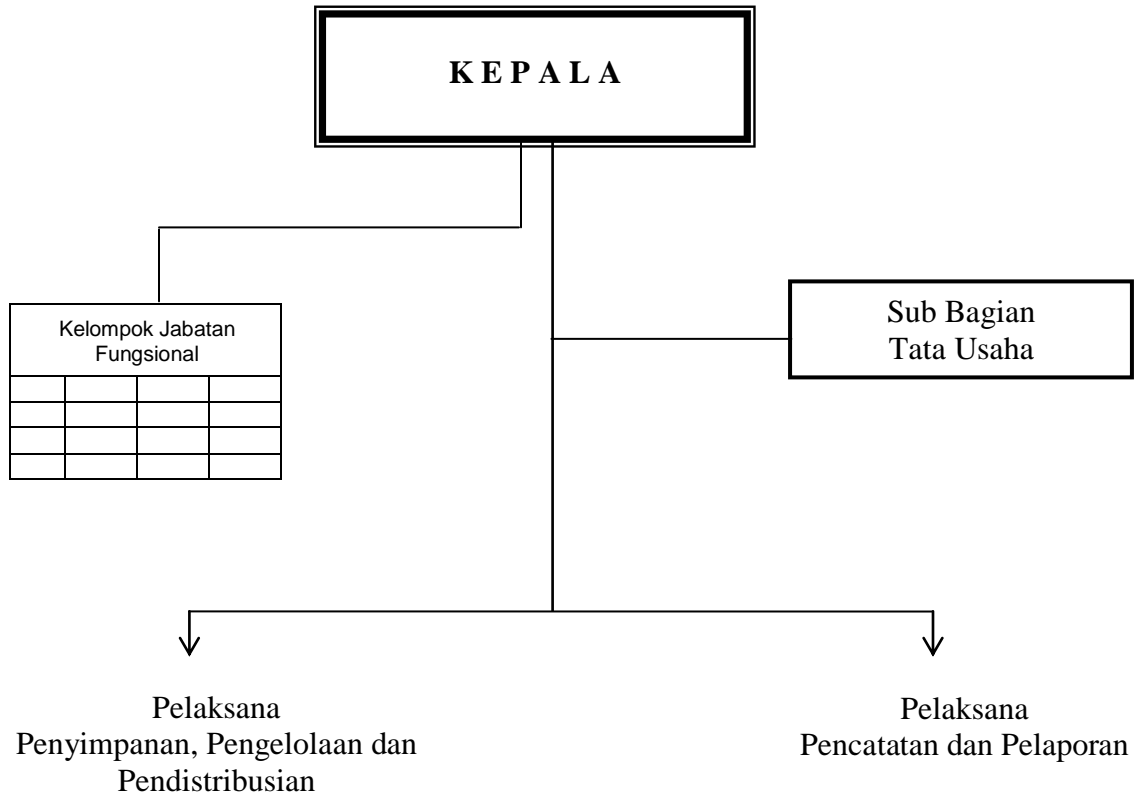 K E P A L A
Kelompok Jabatan
Fungsional
Sub Bagian
Tata Usaha
Pelaksana
Penyimpanan, Pengelolaan dan
Pendistribusian
Pelaksana
Pencatatan dan Pelaporan